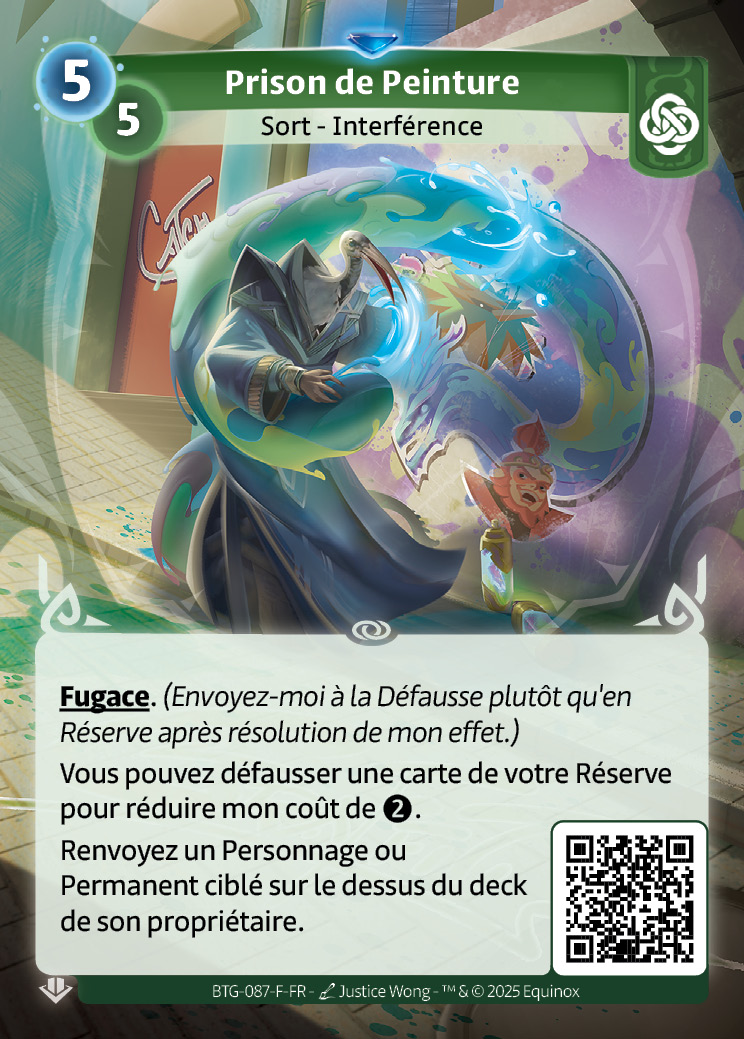 5
5
Prison de Peinture
Sort - Interférence
Catch
Fugace. (Envoyez-moi à la Défausse plutôt qu'en
Réserve après résolution de mon effet.)
Vous pouvez défausser une carte de votre Réserve
pour réduire mon coût de 2.
Renvoyez un Personnage ou
Permanent ciblé sur le dessus du deck
de son propriétaire.
BTG-087-F-FR - Justice Wong - ™ & © 2025 Equinox